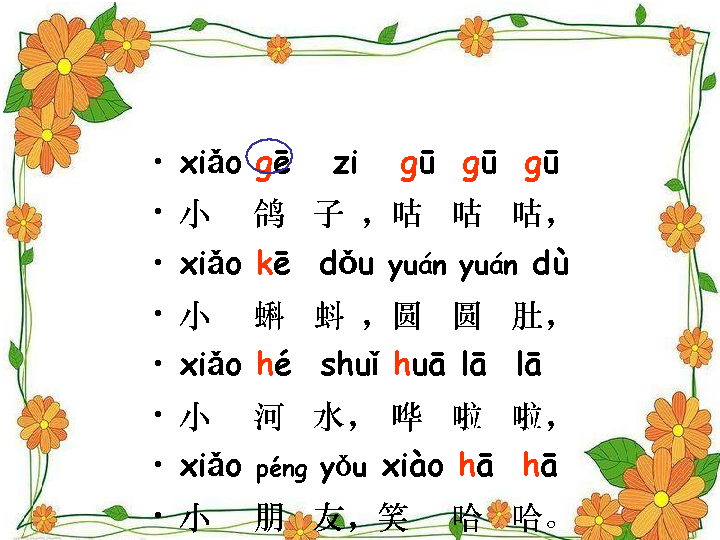 • xiǎo gē zi gū gū gū
• 小 鸽 子 ，咕 咕 咕，
• xiǎo kē dǒu yuán yuán dù
• 小 蝌 蚪 ，圆 圆 肚，
• xiǎo hé shuǐ huā lā lā
• 小 河 水， 哗 啦 啦，
• xiǎo péng yǒu xiào hā hā
• 小 朋 友，笑 哈 哈。